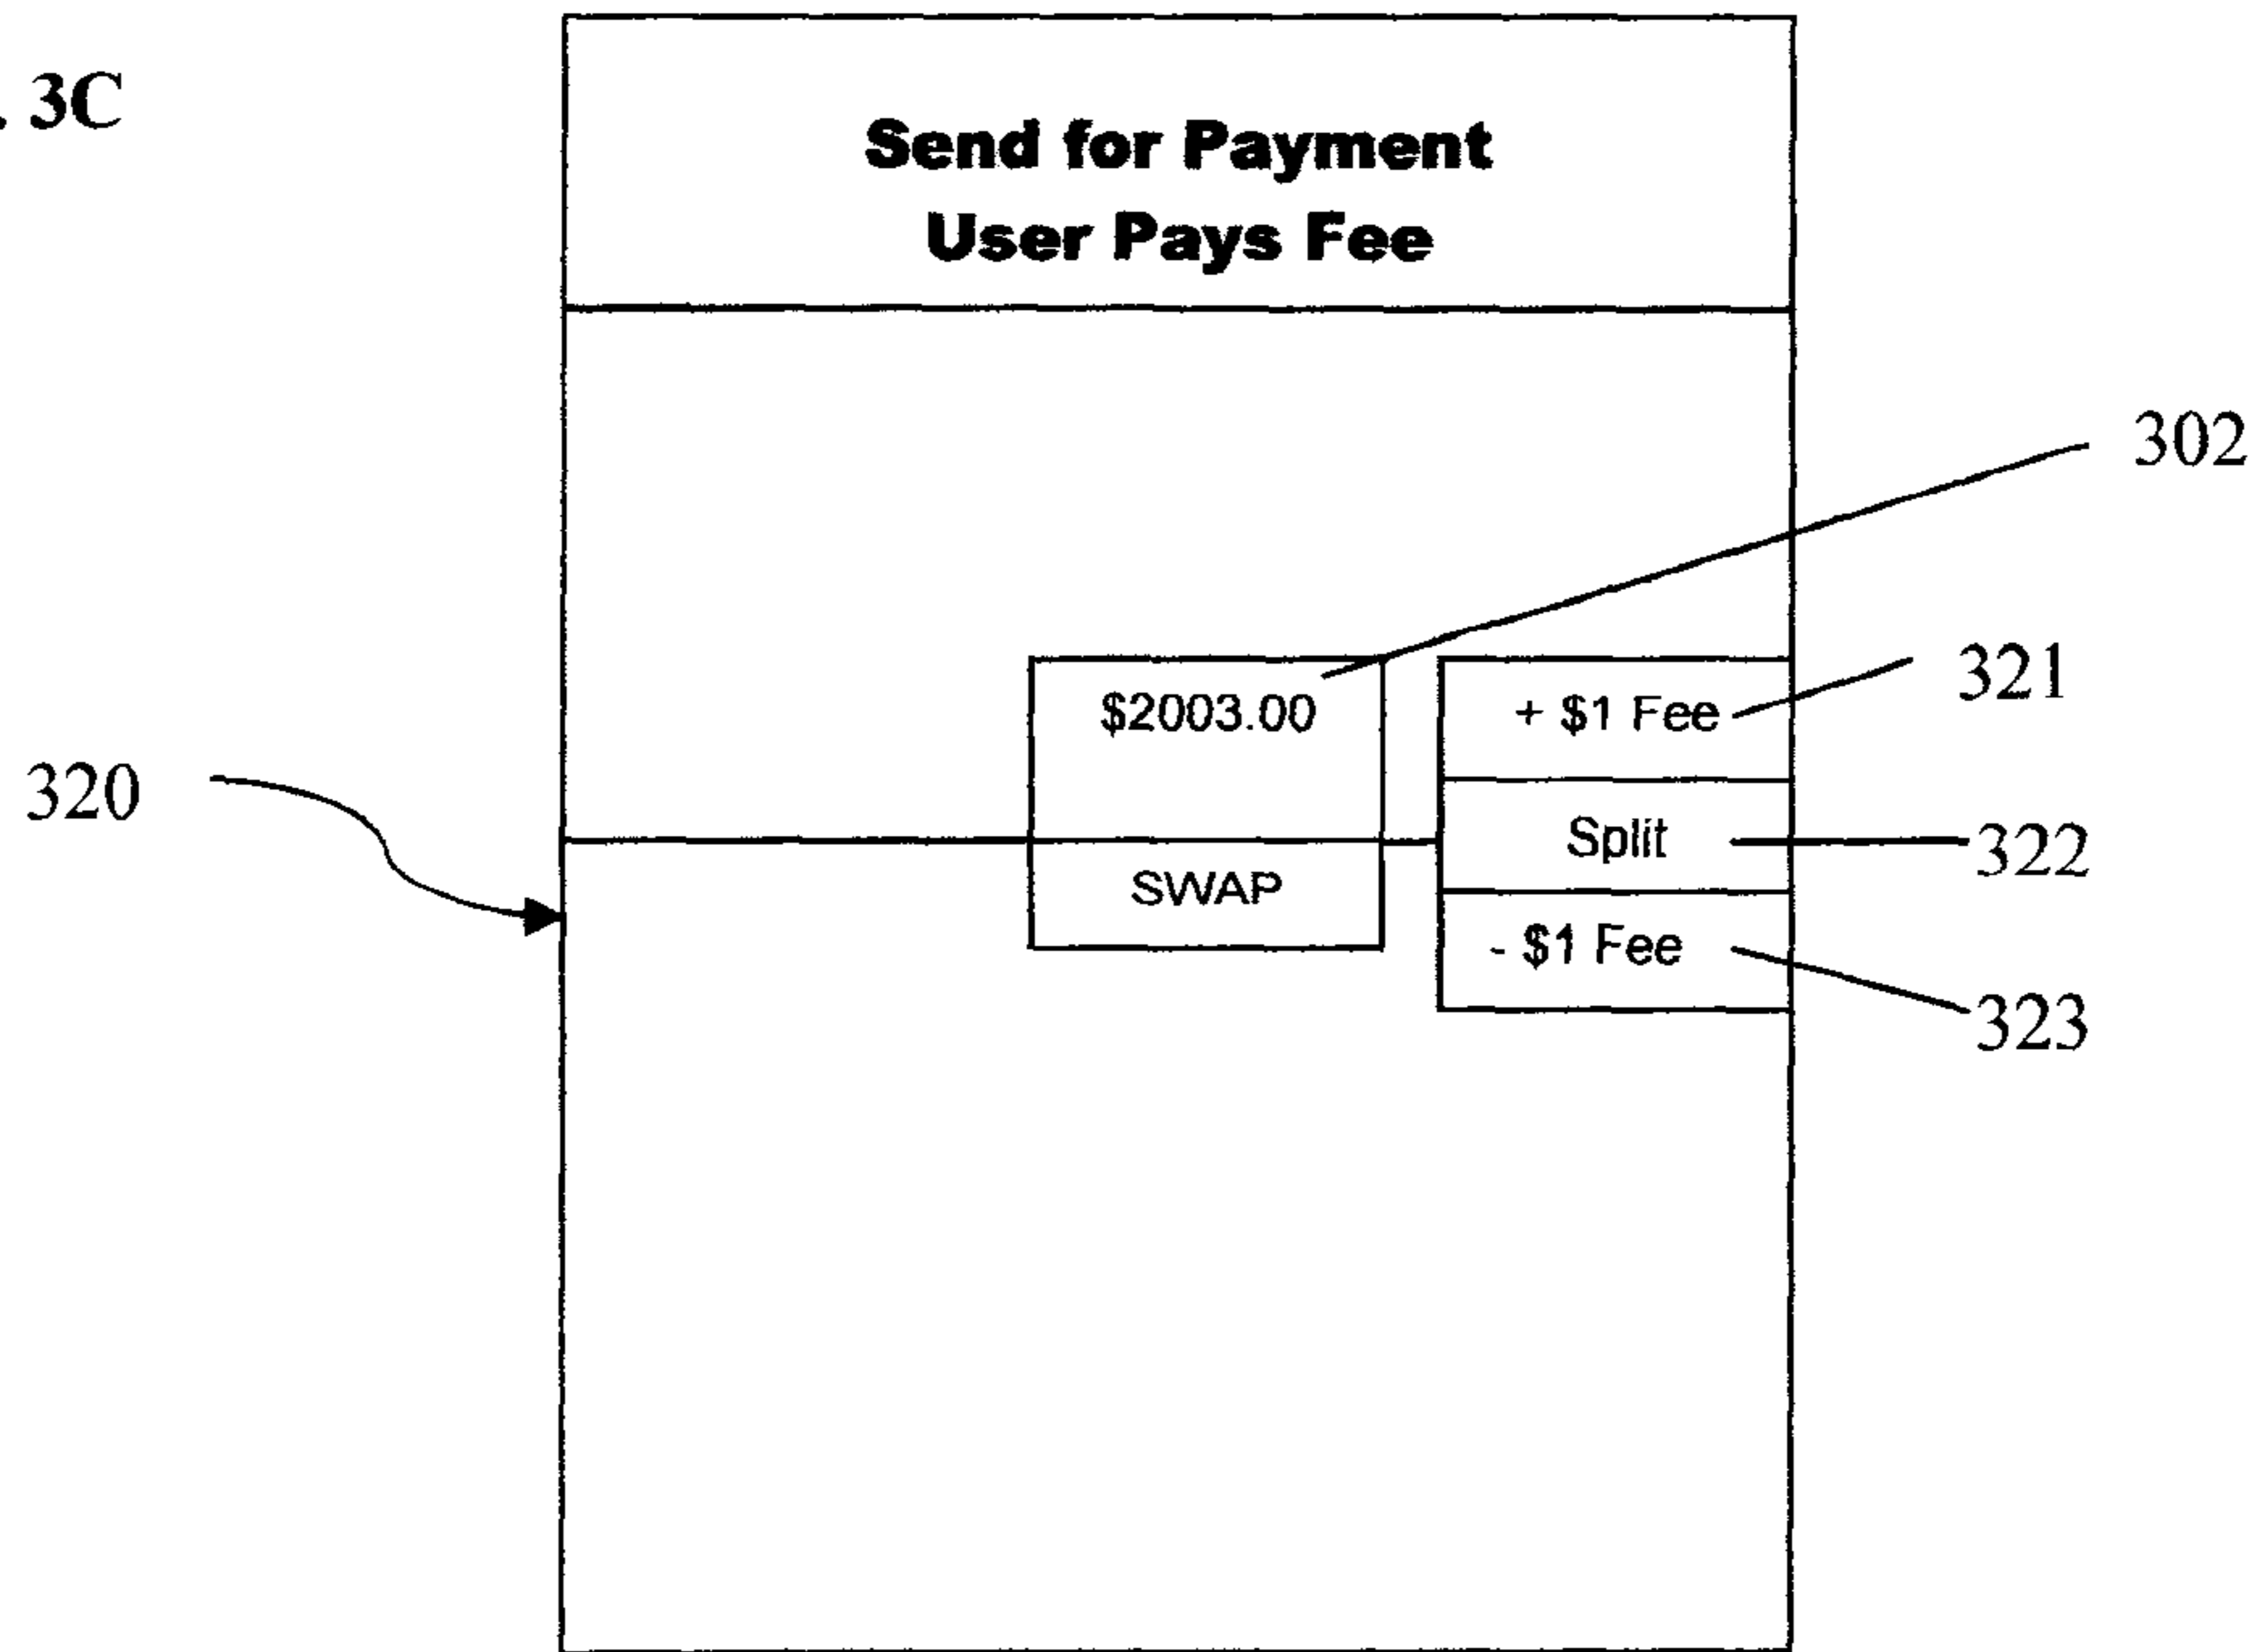 . 3C
Send for Payment
User Pays Fee
302
$2003.00
+ $1 Fee
321
320
Split
322
SWAP
- $1 Fee
323